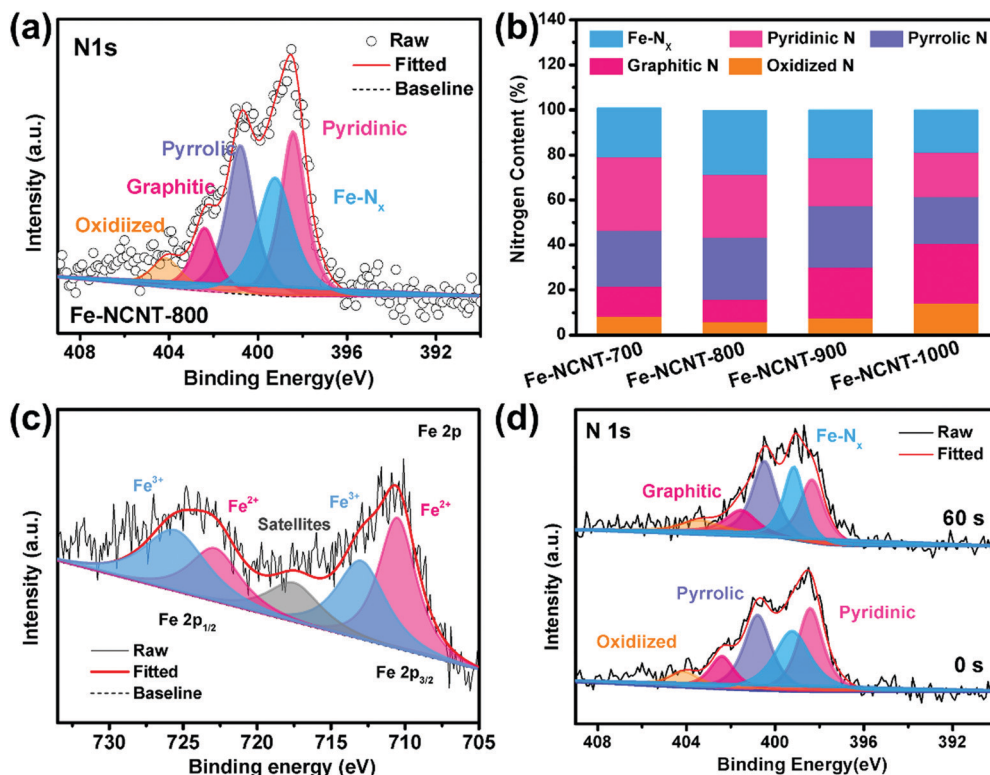 (a)
N1s
Raw
Fitted
Baseline
Pyridinic
Pyrrolic
Graphitic
Fe-Nx
Oxidiized
Fe-NCNT-800
Intensity (a.u.)
408 404 400 396 392
Binding Energy(eV)
(b)
Fe-Nx Pyridinic N Pyrrolic N
Graphitic N Oxidized N
Nitrogen Content (%)
140
120
100
80
60
40
20
0
Fe-NCNT-700
Fe-NCNT-800
Fe-NCNT-900
Fe-NCNT-1000
(c)
Fe 2p
Fe3+
Fe2+
Satellites
Fe3+
Fe2+
Fe 2p1/2
Fe 2p3/2
Raw
Fitted
Baseline
Intensity (a.u.)
730 725 720 715 710 705
Binding energy (eV)
(d)
N 1s
Raw
Fitted
Fe-Nx
Graphitic
60 s
Pyrrolic
Pyridinic
Oxidiized
0 s
Intensity (a.u.)
408 404 400 396 392
Binding Energy(eV)